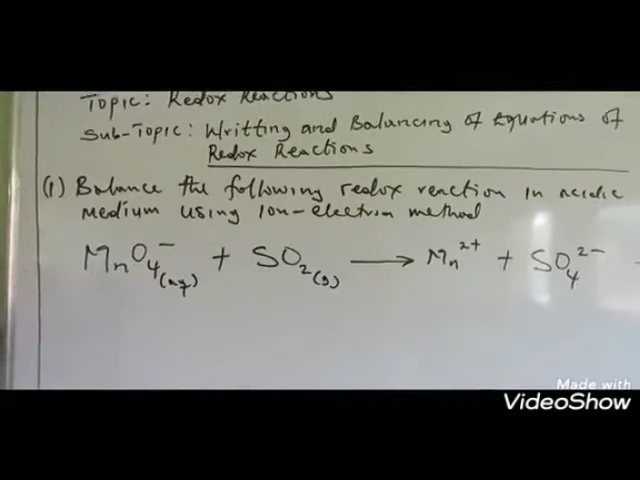 Topic: Redox Reactions
Sub-Topic: Writting and Balancing of Equations of
Redox Reactions
(1) Balance the following redox reaction in acidic
medium using ion-electron method
MnO₄⁻(aq) + SO₂(g) ⟶ Mn²⁺ + SO₄²⁻
Made with
VideoShow